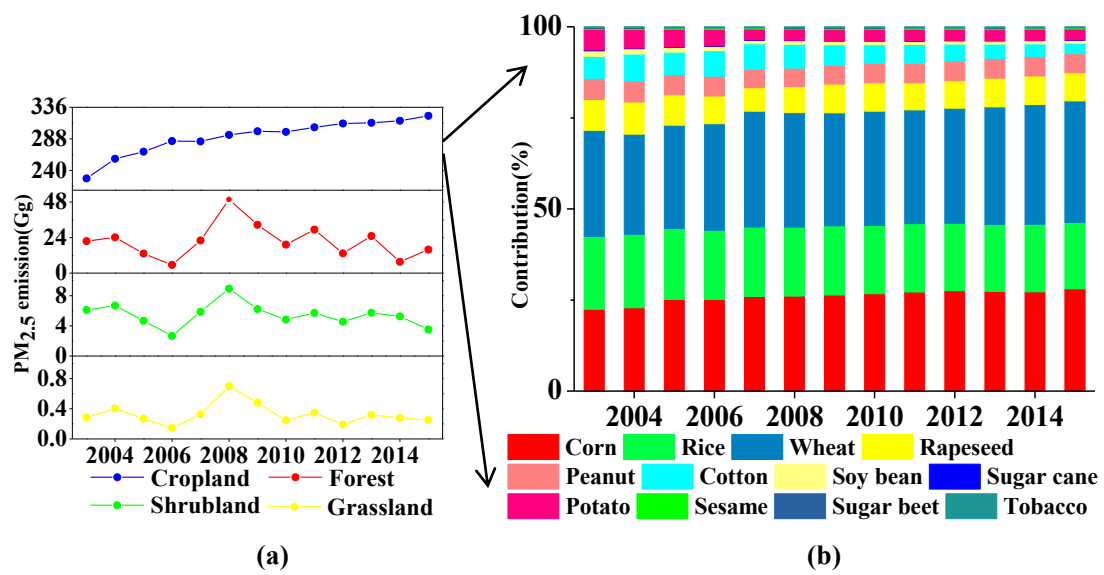 PM2.5 emission(Gg)
336
288
240
48
24
0
8
4
0
0.8
0.4
0.0
2004 2006 2008 2010 2012 2014
Cropland Forest
Shrubland Grassland
(a)
Contribution(%)
100
50
0
2004 2008 2010 2012 2014
Corn Rice Wheat Rapeseed
Peanut Cotton Soy bean Sugar cane
Potato Sesame Sugar beet Tobacco
(b)